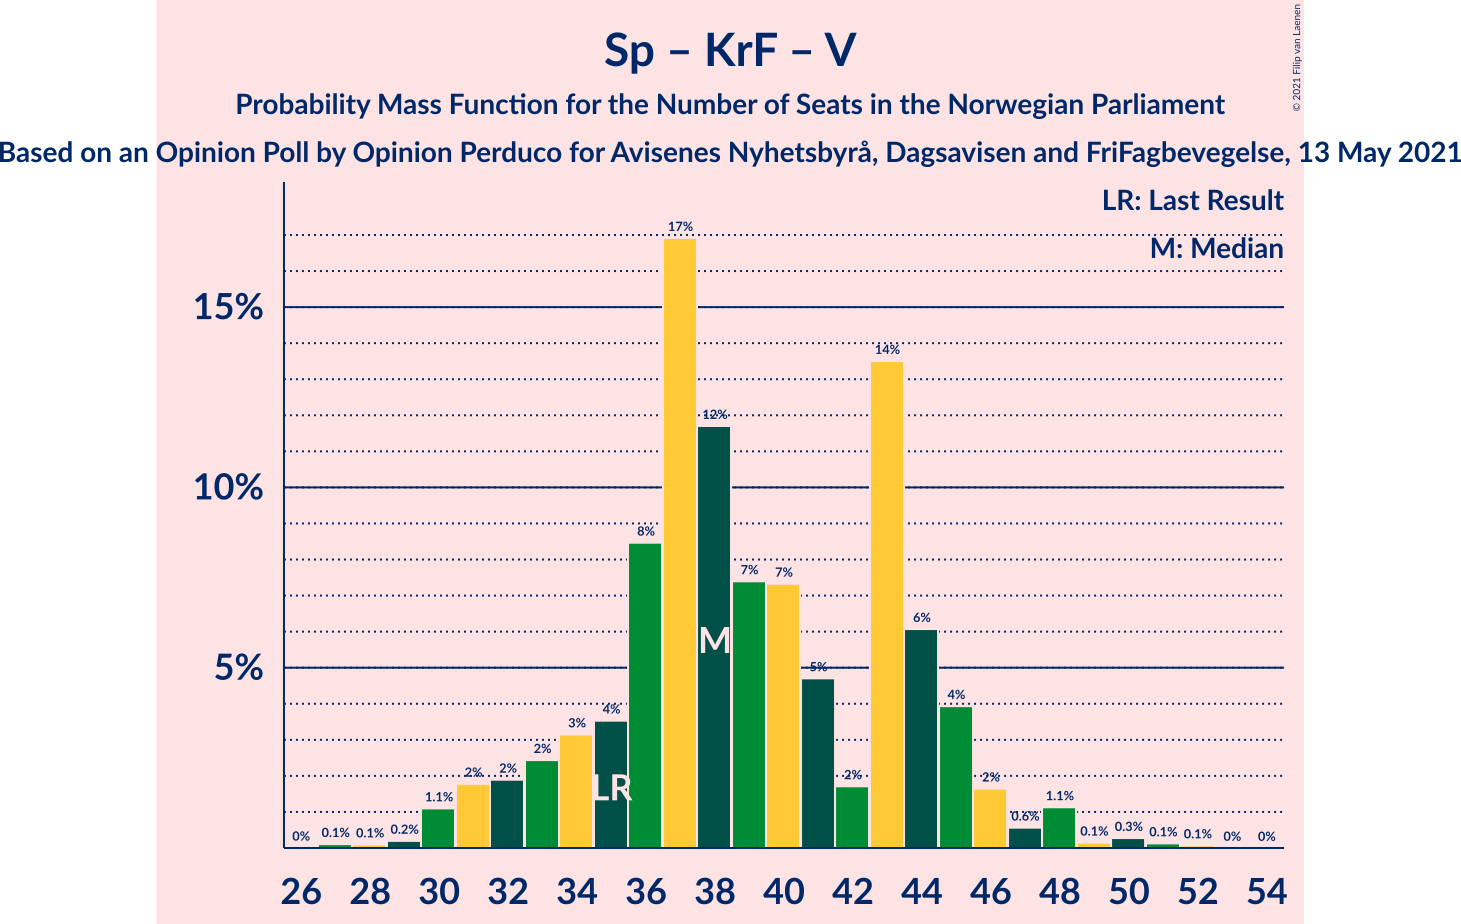 Sp – KrF – V
Probability Mass Function for the Number of Seats in the Norwegian Parliament
Based on an Opinion Poll by Opinion Perduco for Avisenes Nyhetsbyrå, Dagsavisen and FriFagbevegelse, 13 May 2021
© 2021 Filip van Laenen
LR: Last Result
M: Median
15%
10%
5%
0% 0.1% 0.1% 0.2% 1.1% 2% 2% 2% 3% 4% 8% 17% 12% 7% 7% 5% 2% 14% 6% 4% 2% 0.6% 1.1% 0.1% 0.3% 0.1% 0.1% 0% 0%
M
LR
26 28 30 32 34 36 38 40 42 44 46 48 50 52 54